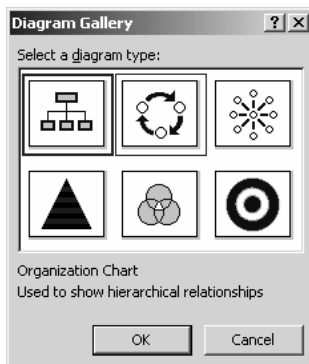 Diagram Gallery
Select a diagram type:
Organization Chart
Used to show hierarchical relationships
OK Cancel